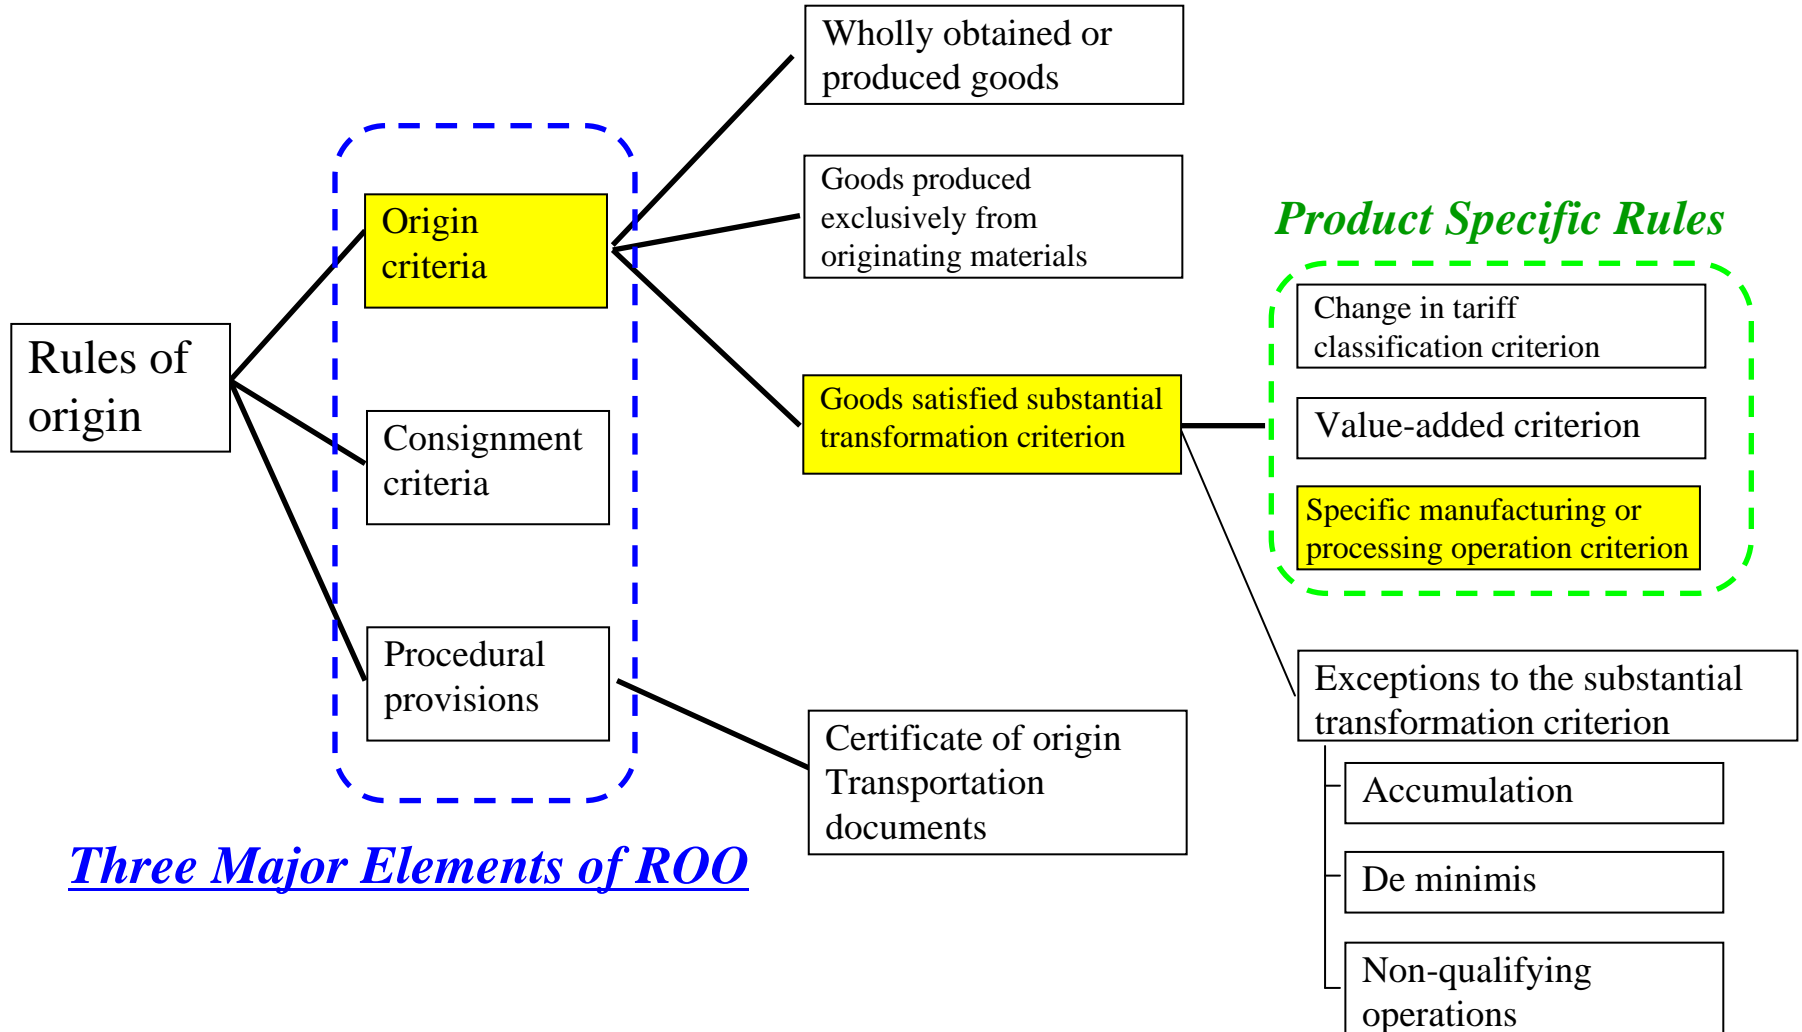 Rules of
origin
Origin
criteria
Consignment
criteria
Procedural
provisions
Three Major Elements of ROO
Wholly obtained or
produced goods
Goods produced
exclusively from
originating materials
Goods satisfied substantial
transformation criterion
Certificate of origin
Transportation
documents
Product Specific Rules
Change in tariff
classification criterion
Value-added criterion
Specific manufacturing or
processing operation criterion
Exceptions to the substantial
transformation criterion
Accumulation
De minimis
Non-qualifying
operations